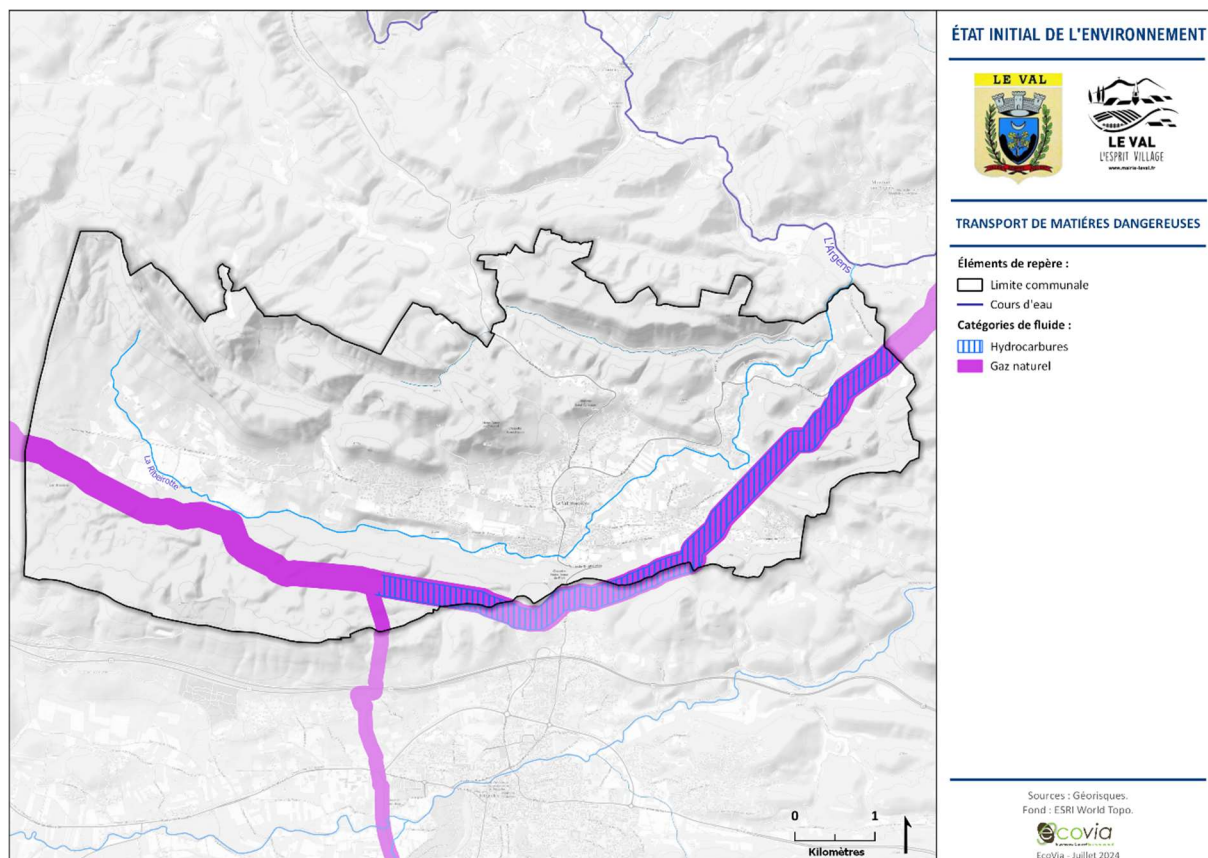 ÉTAT INITIAL DE L'ENVIRONNEMENT
LE VAL
LE VAL
L'ESPRIT VILLAGE
www.mairie-leval.fr
TRANSPORT DE MATIÉRES DANGEREUSES
Éléments de repère :
Limite communale
Cours d'eau
Catégories de fluide :
Hydrocarbures
Gaz naturel
L'Argens
La Ribeirotte
0 1
Kilomètres
Sources : Géorisques.
Fond : ESRI World Topo.
écovia
EcoVia - Juillet 2024